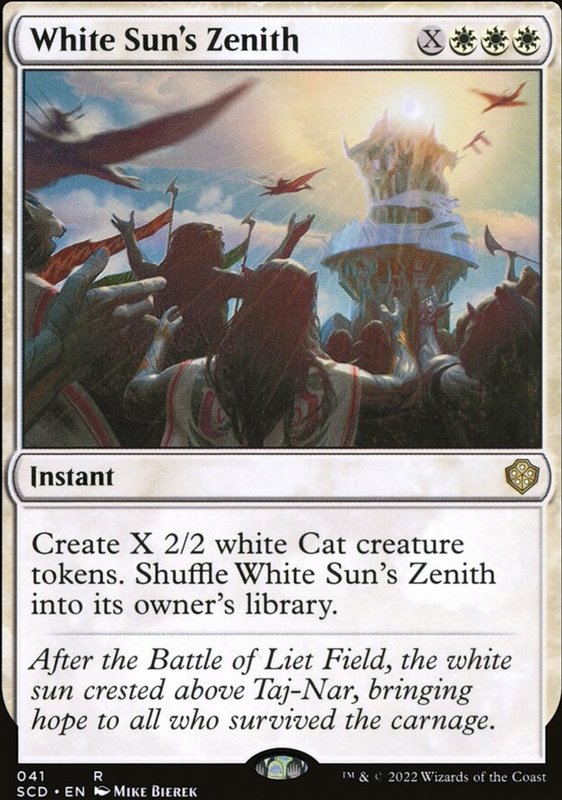 White Sun's Zenith X
Instant
Create X 2/2 white Cat creature
tokens. Shuffle White Sun's Zenith
into its owner's library.
After the Battle of Liet Field, the white
sun crested above Taj-Nar, bringing
hope to all who survived the carnage.
041 R
SCD • EN Mike Bierek
™ & © 2022 Wizards of the Coast